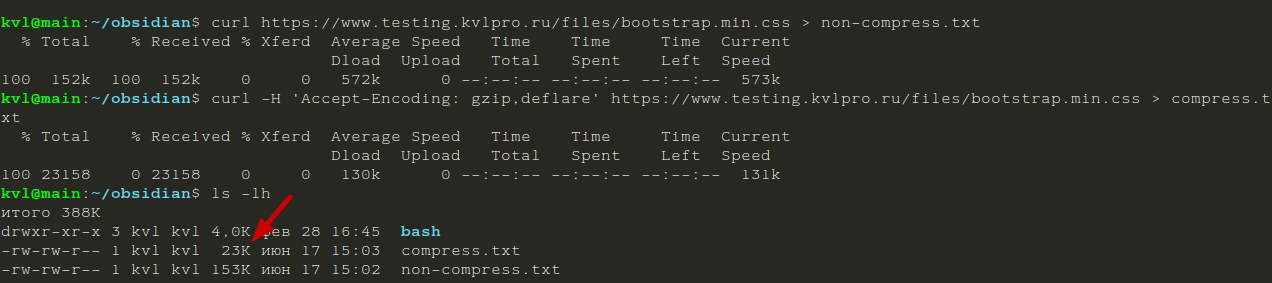 kvl@main:~/obsidian$ curl https://www.testing.kvlpro.ru/files/bootstrap.min.css > non-compress.txt
  % Total    % Received % Xferd  Average Speed   Time    Time     Time  Current
                                 Dload  Upload   Total   Spent    Left  Speed
100  152k  100  152k    0     0   572k      0 --:--:-- --:--:-- --:--:--  573k
kvl@main:~/obsidian$ curl -H 'Accept-Encoding: gzip,deflare' https://www.testing.kvlpro.ru/files/bootstrap.min.css > compress.t
xt
  % Total    % Received % Xferd  Average Speed   Time    Time     Time  Current
                                 Dload  Upload   Total   Spent    Left  Speed
100 23158    0 23158    0     0   130k      0 --:--:-- --:--:-- --:--:--  131k
kvl@main:~/obsidian$ ls -lh
итого 388K
drwxr-xr-x 3 kvl kvl 4,0K фев 28 16:45  bash
-rw-rw-r-- 1 kvl kvl  23K июн 17 15:03  compress.txt
-rw-rw-r-- 1 kvl kvl 153K июн 17 15:02  non-compress.txt